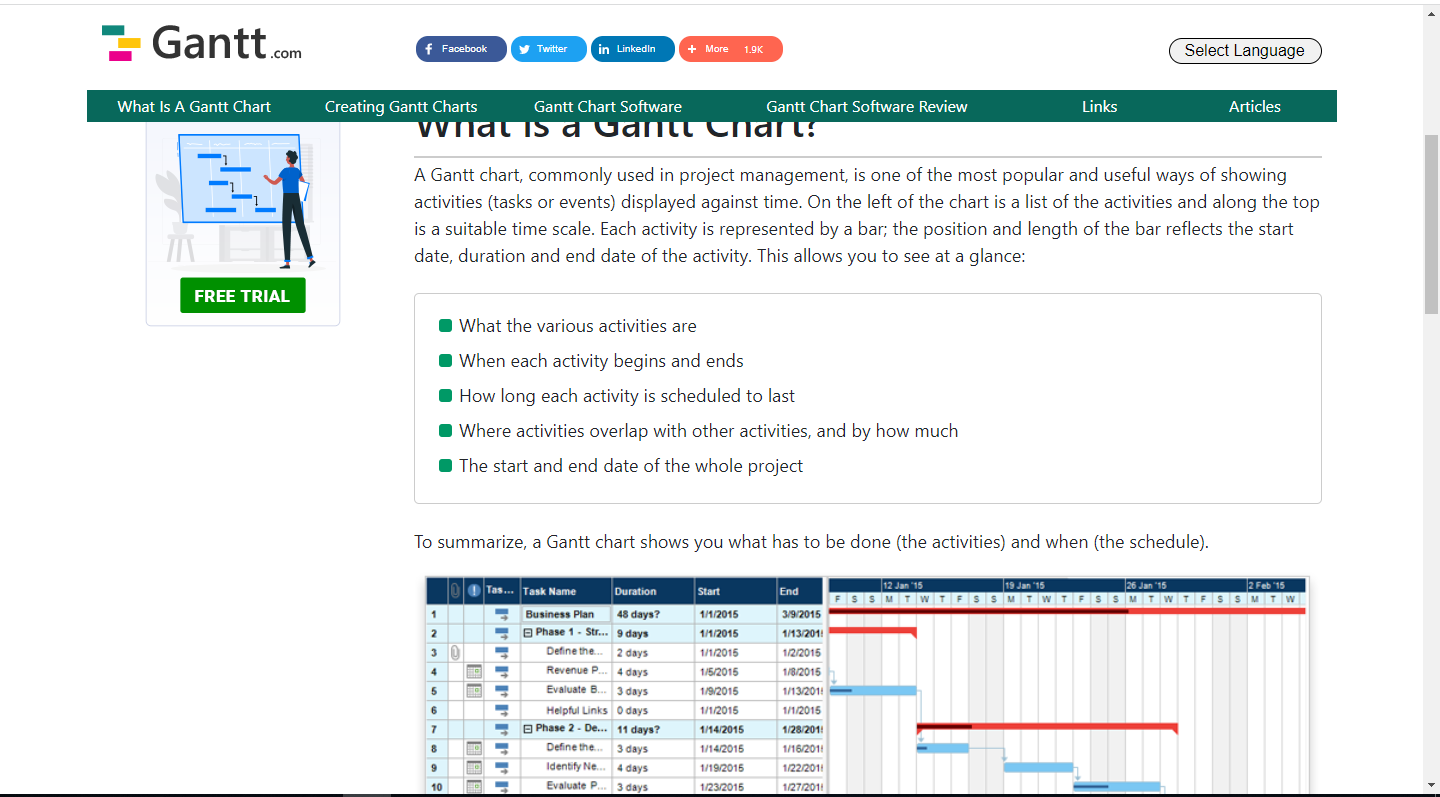 Gantt.com
Facebook Twitter LinkedIn More 1.9K
Select Language
What Is A Gantt Chart Creating Gantt Charts Gantt Chart Software Gantt Chart Software Review Links Articles
What is a Gantt Chart?
FREE TRIAL
A Gantt chart, commonly used in project management, is one of the most popular and useful ways of showing
activities (tasks or events) displayed against time. On the left of the chart is a list of the activities and along the top
is a suitable time scale. Each activity is represented by a bar; the position and length of the bar reflects the start
date, duration and end date of the activity. This allows you to see at a glance:
What the various activities are
When each activity begins and ends
How long each activity is scheduled to last
Where activities overlap with other activities, and by how much
The start and end date of the whole project
To summarize, a Gantt chart shows you what has to be done (the activities) and when (the schedule).
Tas... Task Name Duration Start End 12 Jan '15 19 Jan '15 26 Jan '15 2 Feb '15
F S S M T W T F S S M T W T F S S M T W T F S S M T W
1 Business Plan 48 days? 1/1/2015 3/9/2015
2 Phase 1 - Str... 9 days 1/1/2015 1/13/201
3 Define the... 2 days 1/1/2015 1/2/2015
4 Revenue P... 4 days 1/5/2015 1/8/2015
5 Evaluate B... 3 days 1/9/2015 1/13/201
6 Helpful Links 0 days 1/1/2015 1/1/2015
7 Phase 2 - De... 11 days? 1/14/2015 1/28/201
8 Define the... 3 days 1/14/2015 1/16/201
9 Identify Ne... 4 days 1/19/2015 1/22/201
10 Evaluate P... 3 days 1/23/2015 1/27/201